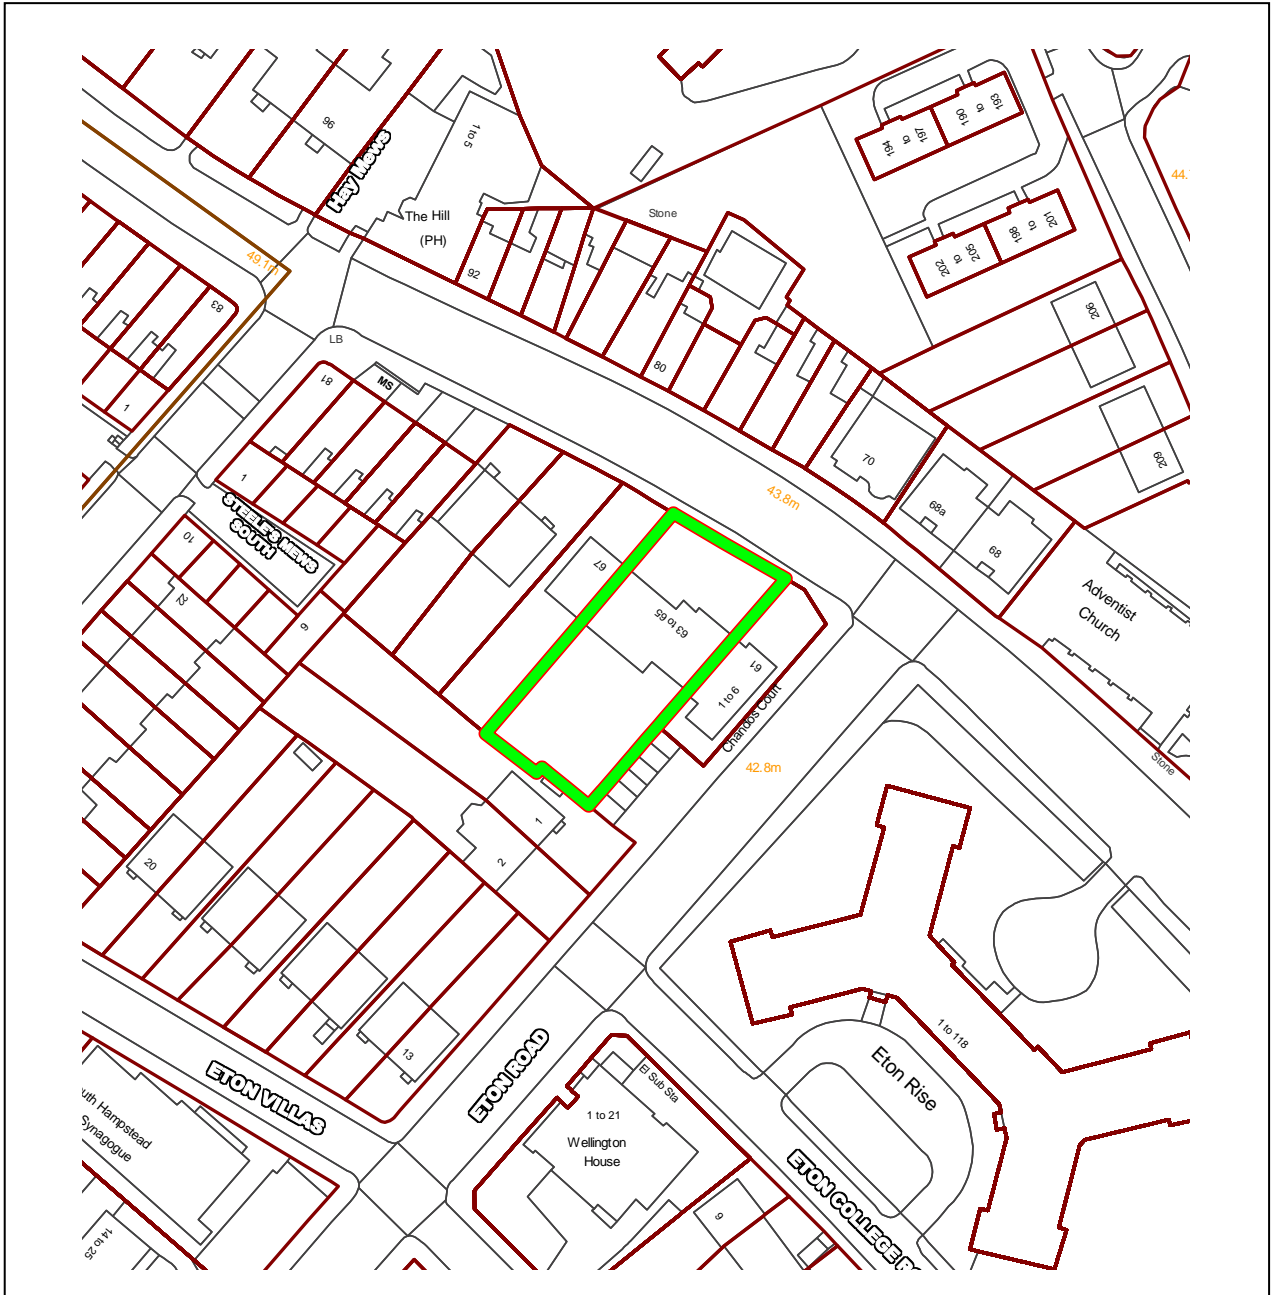 193
to
190
197
to
194
96
1 to 5
Hay Mews
44.
The Hill
(PH)
Stone
201
to
198
205
to
202
92
49.1m
83
206
LB
80
81
MS
1
70
209
1
43.8m
69a
68
STEELE'S MEWS
SOUTH
10
67
Adventist
Church
22
9
63 to 65
61
1 to 6
Chandos Court
42.8m
Stone
1
2
20
13
1 to 118
Eton Rise
ETON VILLAS
ETON ROAD
El Sub Sta
1 to 21
Wellington
House
uth Hampstead
Synagogue
ETON COLLEGE RO
9
14 to 25